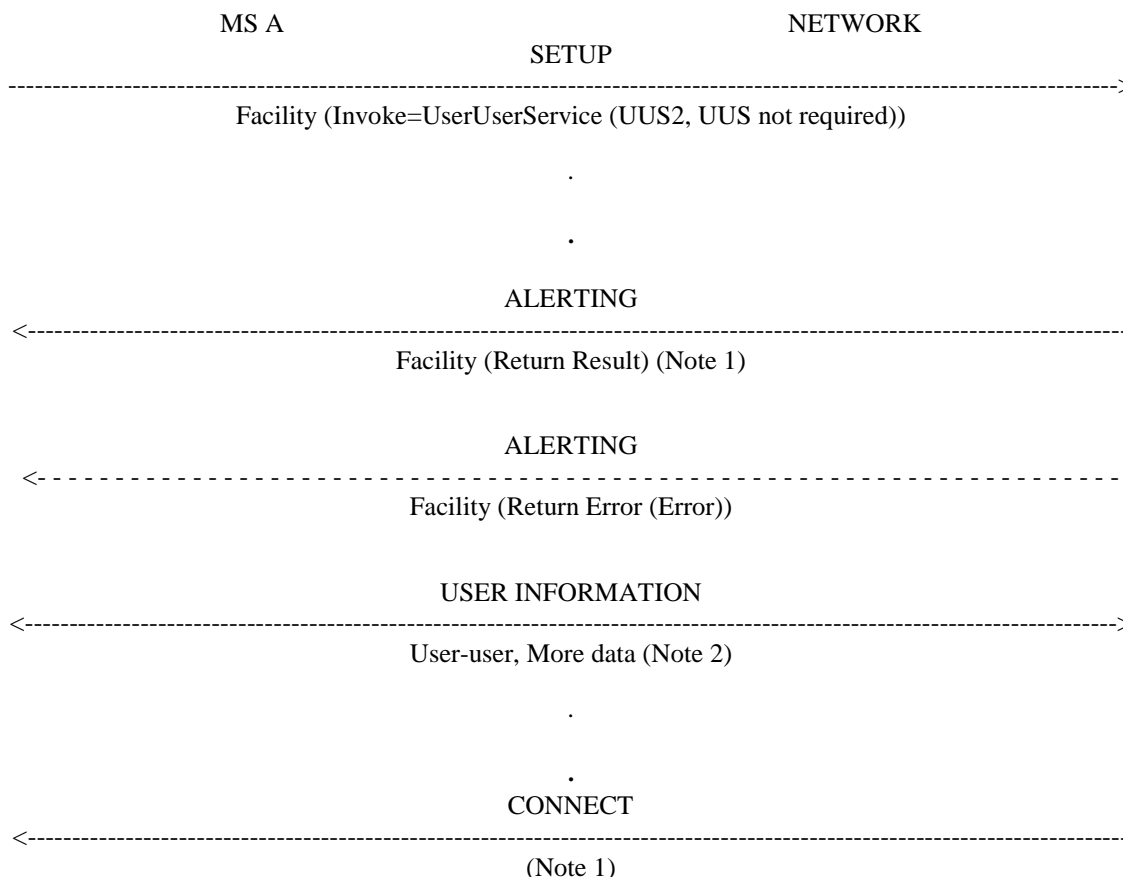 MS A NETWORK
SETUP
Facility (Invoke=UserUserService (UUS2, UUS not required))
.
.
ALERTING
Facility (Return Result) (Note 1)
ALERTING
Facility (Return Error (Error))
USER INFORMATION
User-user, More data (Note 2)
.
.
CONNECT
(Note 1)